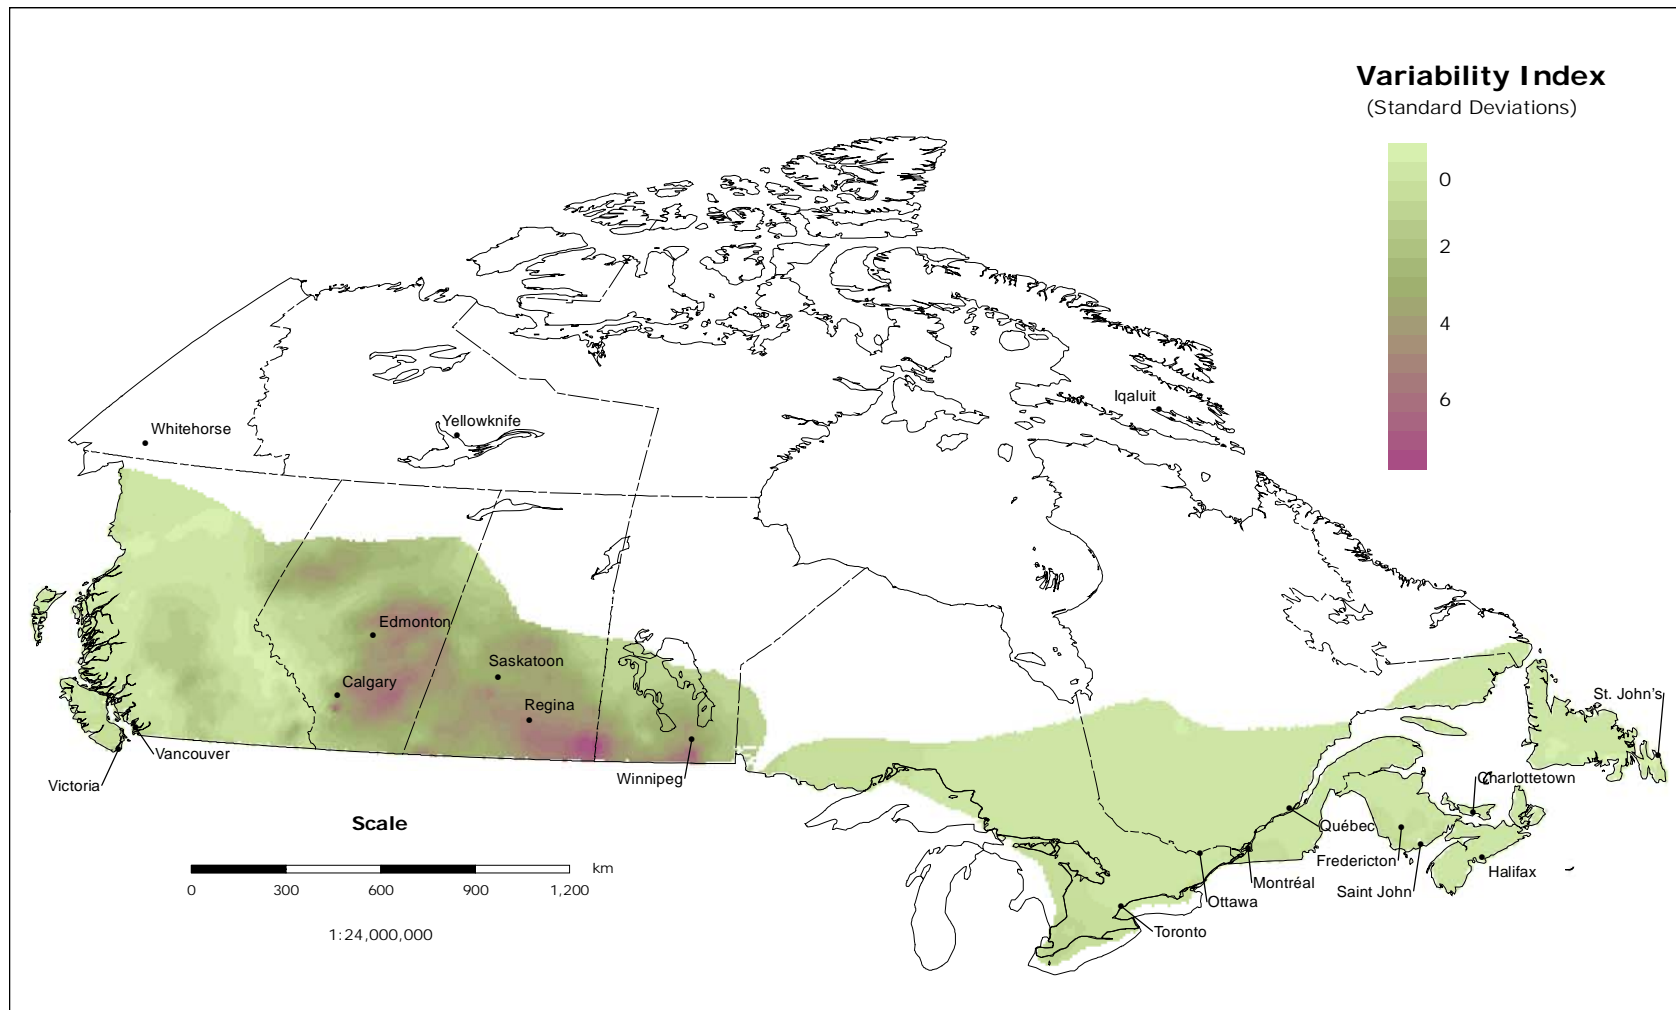 Variability Index
(Standard Deviations)
0
2
4
6
Iqaluit
Yellowknife
Whitehorse
Edmonton
Saskatoon
Calgary
Regina
St. John's
Vancouver
Winpeg
Victoria
Charlottetown
Scale
Québec
Fredericton
km
Halifax
Montréal
0 300 600 900 1,200
Saint John
Ottawa
1:24,000,000
Toronto